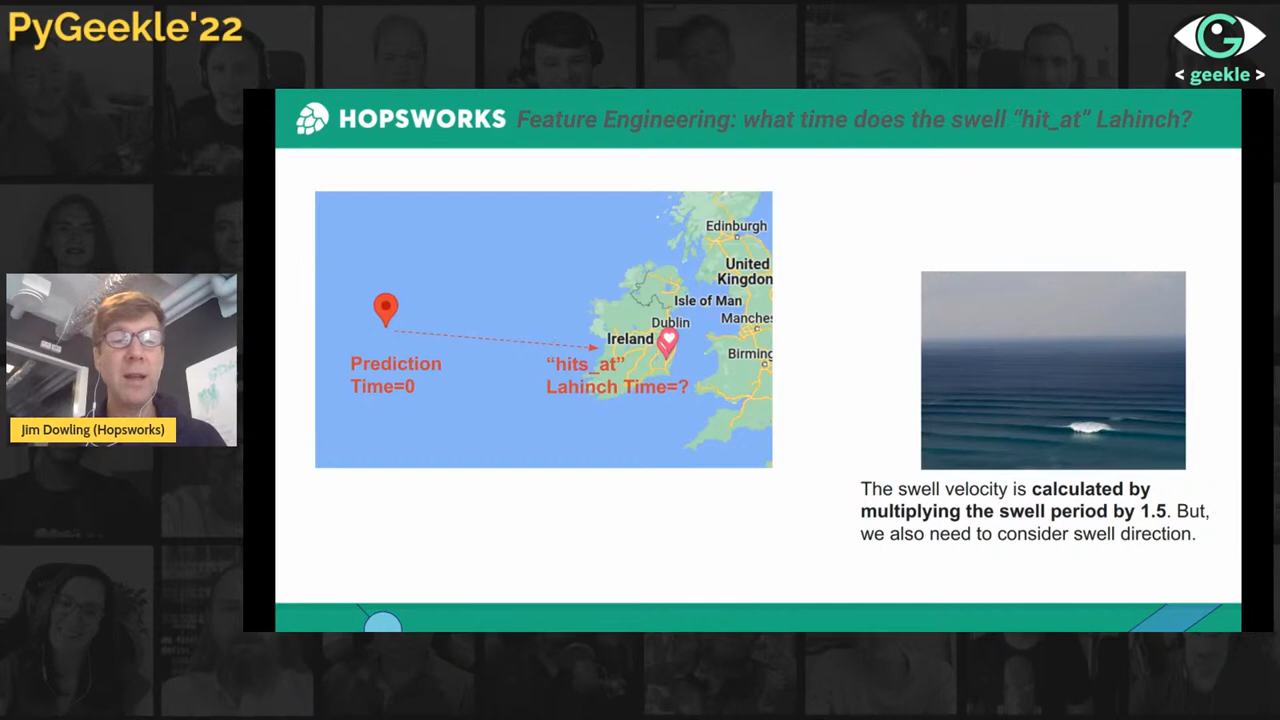 PyGeekle'22
< geekle >
HOPSWORKS Feature Engineering: what time does the swell "hit_at" Lahinch?
Edinburgh
United
Kingdon
Isle of Man
Dublin
Manches
Ireland
Birming
Prediction
Time=0
"hits_at"
Lahinch Time=?
Jim Dowling (Hopsworks)
The swell velocity is calculated by
multiplying the swell period by 1.5. But,
we also need to consider swell direction.